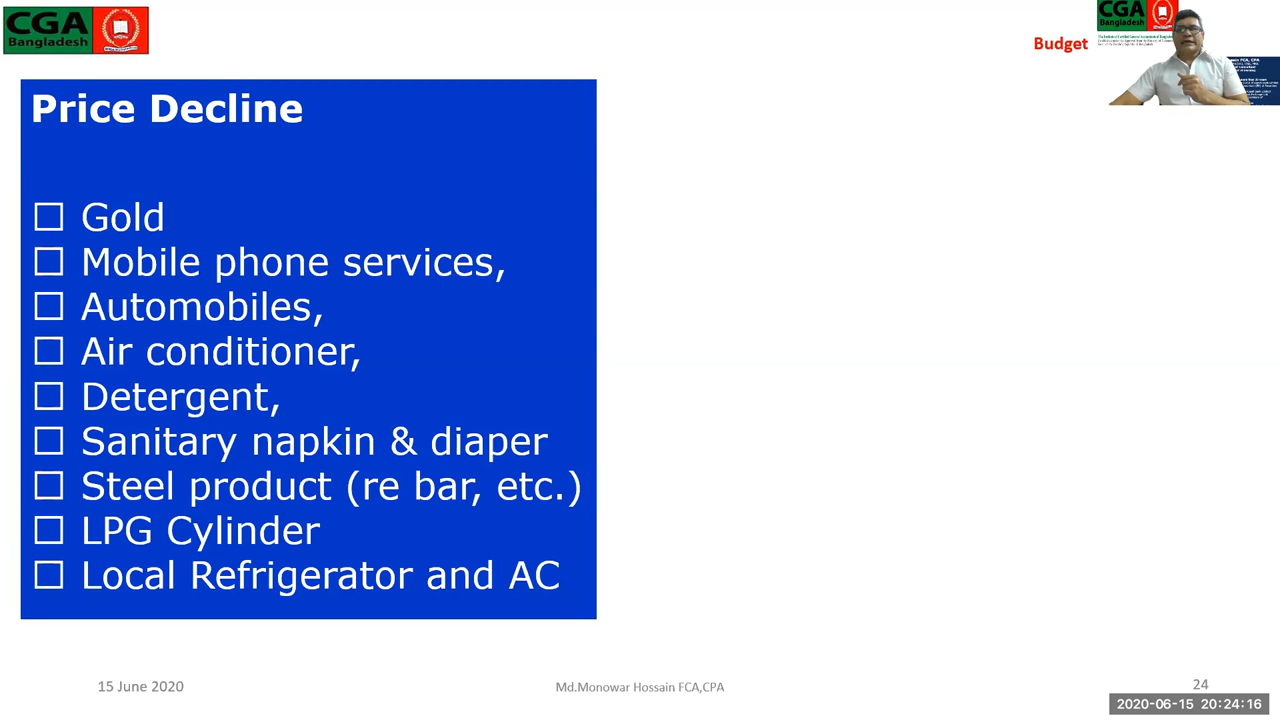 CGA
Bangladesh
Budget
CGA
Bangladesh
Price Decline
☐ Gold
☐ Mobile phone services,
☐ Automobiles,
☐ Air conditioner,
☐ Detergent,
☐ Sanitary napkin & diaper
☐ Steel product (re bar, etc.)
☐ LPG Cylinder
☐ Local Refrigerator and AC
15 June 2020
Md.Monowar Hossain FCA,CPA
24
2020-06-15 20:24:16